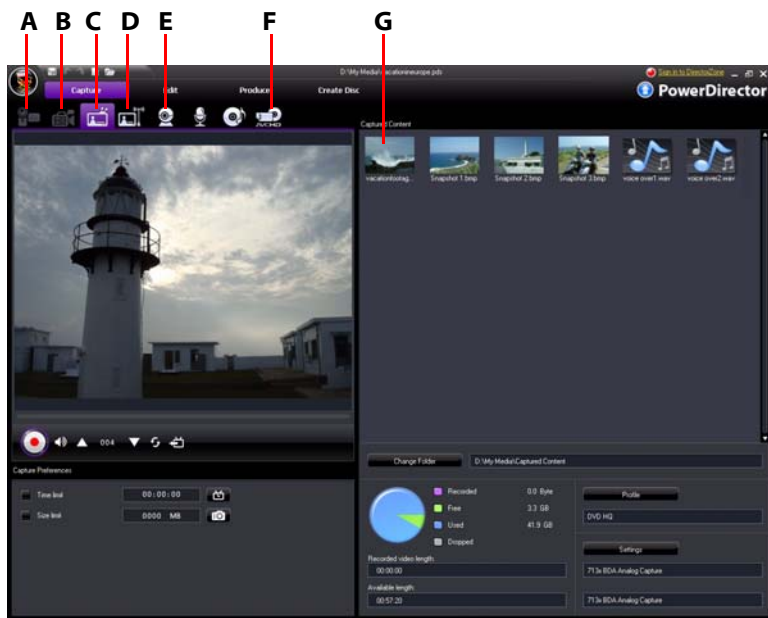 A B C D E F G
D:\My Media\vacationineurope.pds
Sign in to DirectorZone
Capture Edit Produce Create Disc
PowerDirector
AVCHD
Captured Content
vacationfootag... Snapshot 1.bmp Snapshot 2.bmp Snapshot 3.bmp voice over1.wav voice over2.wav
004
Change Folder D:\My Media\Captured Content
Capture Preferences
Time limit 00:00:00
Size limit 0000 MB
Recorded 0.0 Byte
Free 3.3 GB
Used 41.9 GB
Dropped
Profile
DVD HQ
Recorded video length:
00:00:00
Settings
713x BDA Analog Capture
Available length:
00:57:20
713x BDA Analog Capture